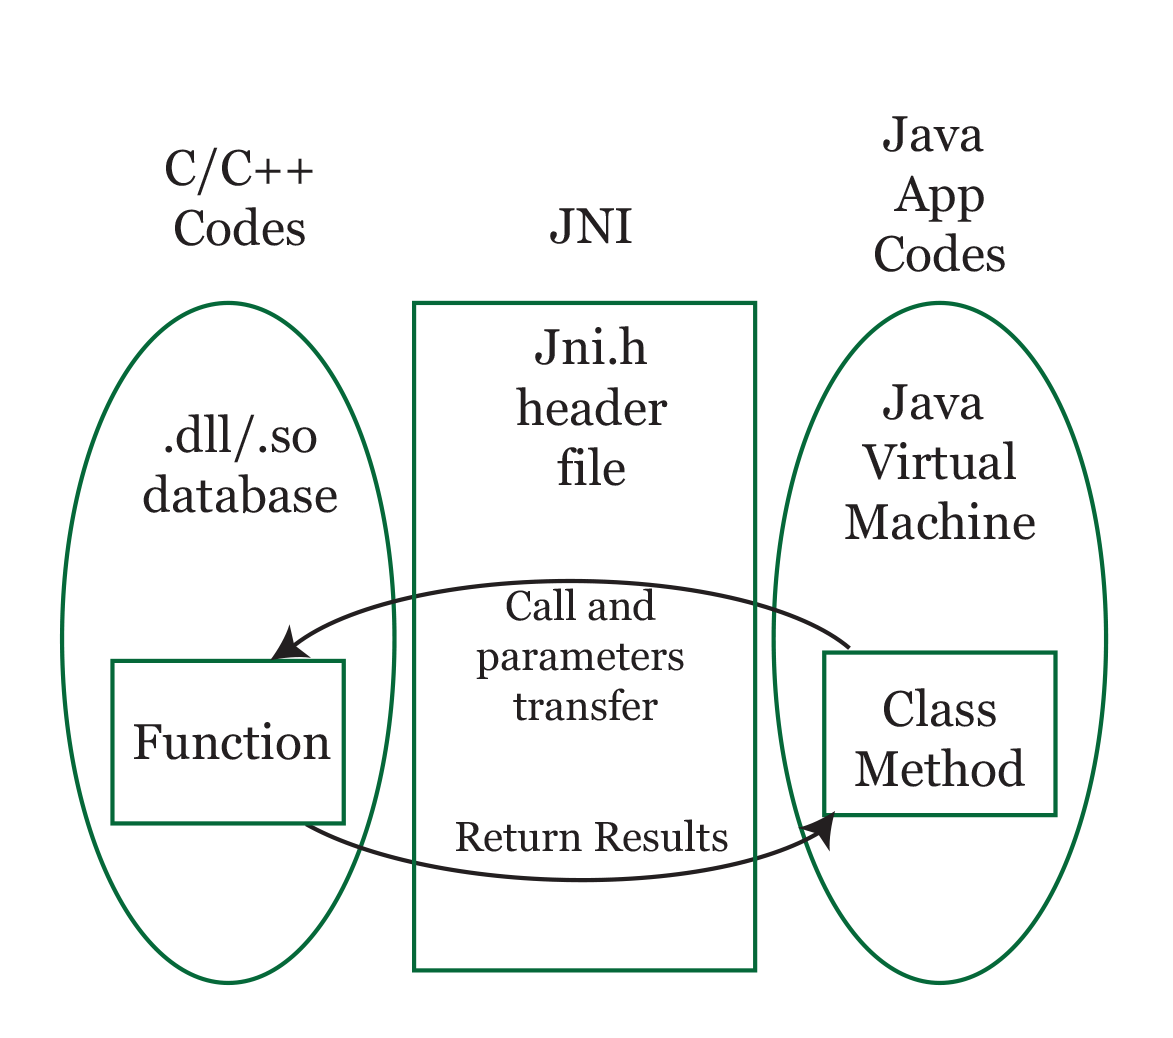 C/C++
Codes
JNI
Java
App
Codes
.dll/.so
database
Jni.h
header
file
Java
Virtual
Machine
Call and
parameters
transfer
Function
Class
Method
Return Results